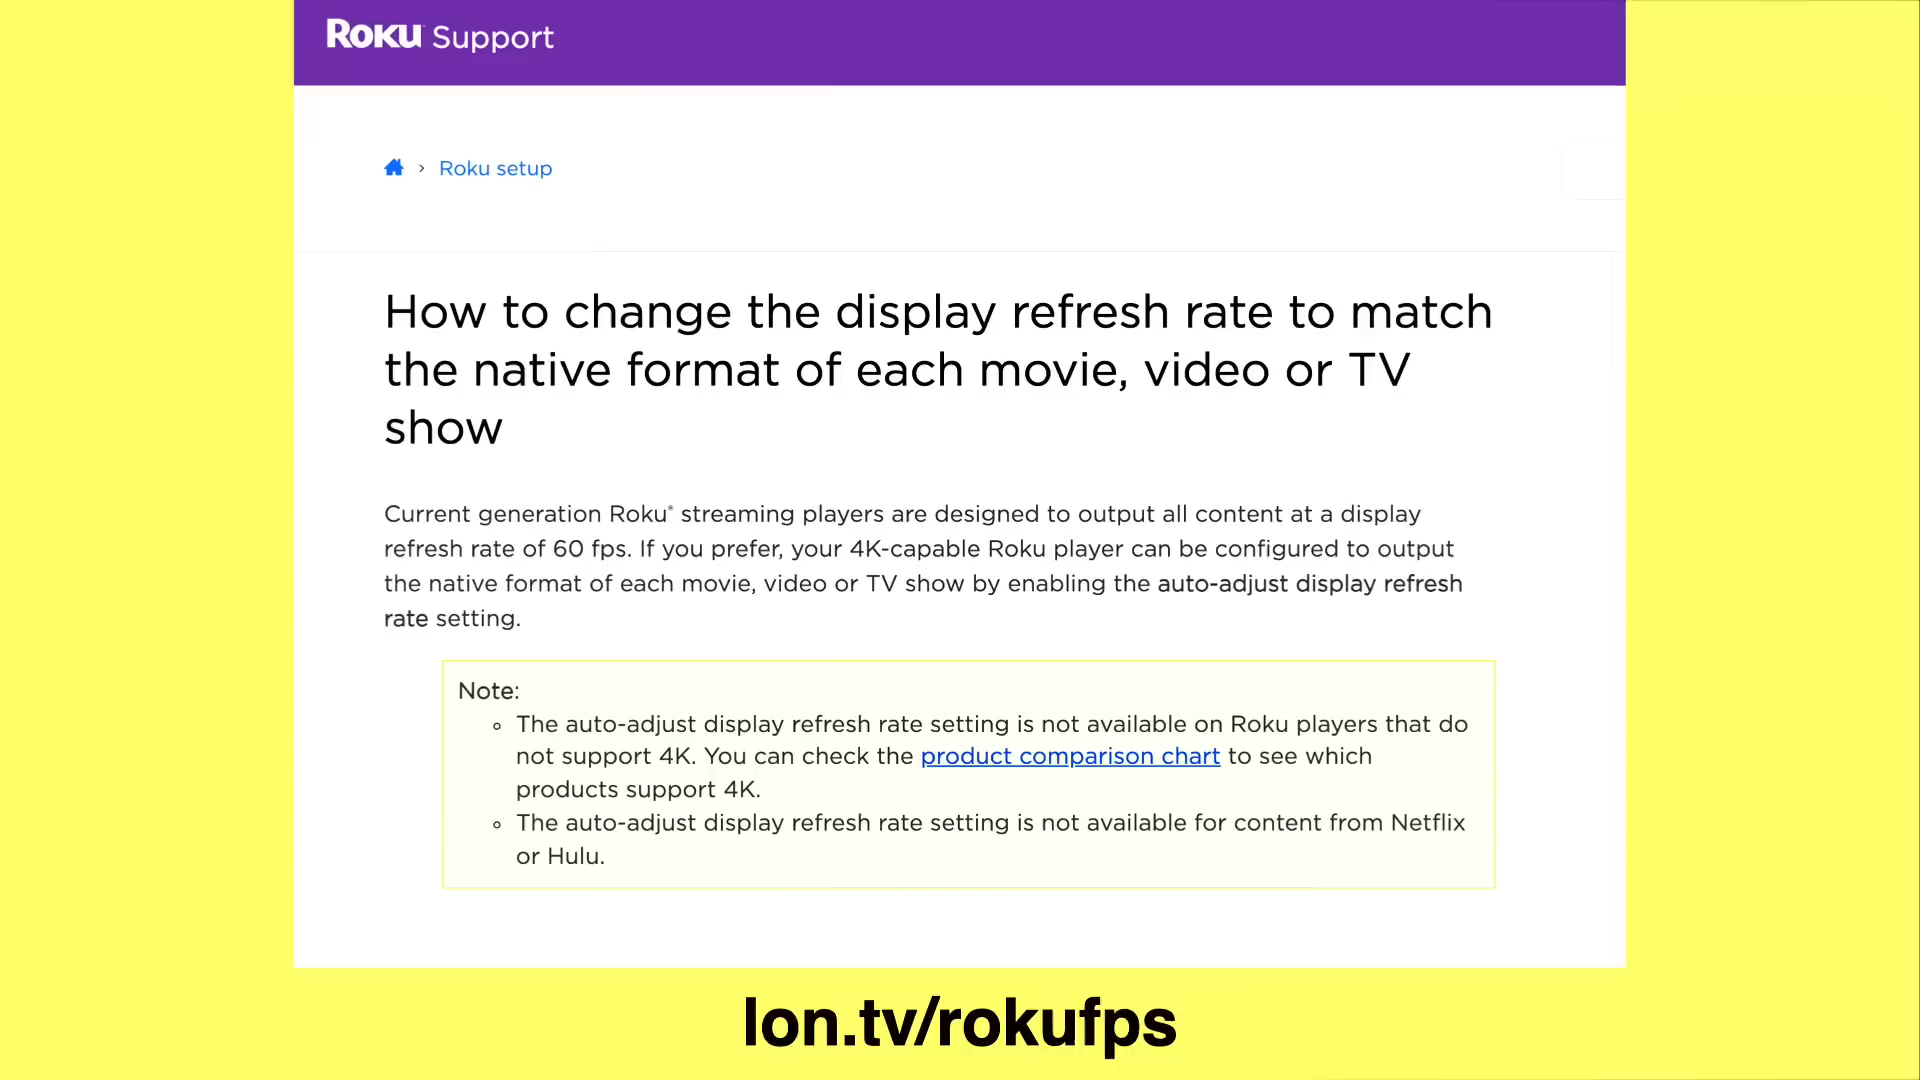 Roku Support
› Roku setup
How to change the display refresh rate to match
the native format of each movie, video or TV
show
Current generation Roku® streaming players are designed to output all content at a display
refresh rate of 60 fps. If you prefer, your 4K-capable Roku player can be configured to output
the native format of each movie, video or TV show by enabling the auto-adjust display refresh
rate setting.
Note:
The auto-adjust display refresh rate setting is not available on Roku players that do
not support 4K. You can check the product comparison chart to see which
products support 4K.
The auto-adjust display refresh rate setting is not available for content from Netflix
or Hulu.
lon.tv/rokufps